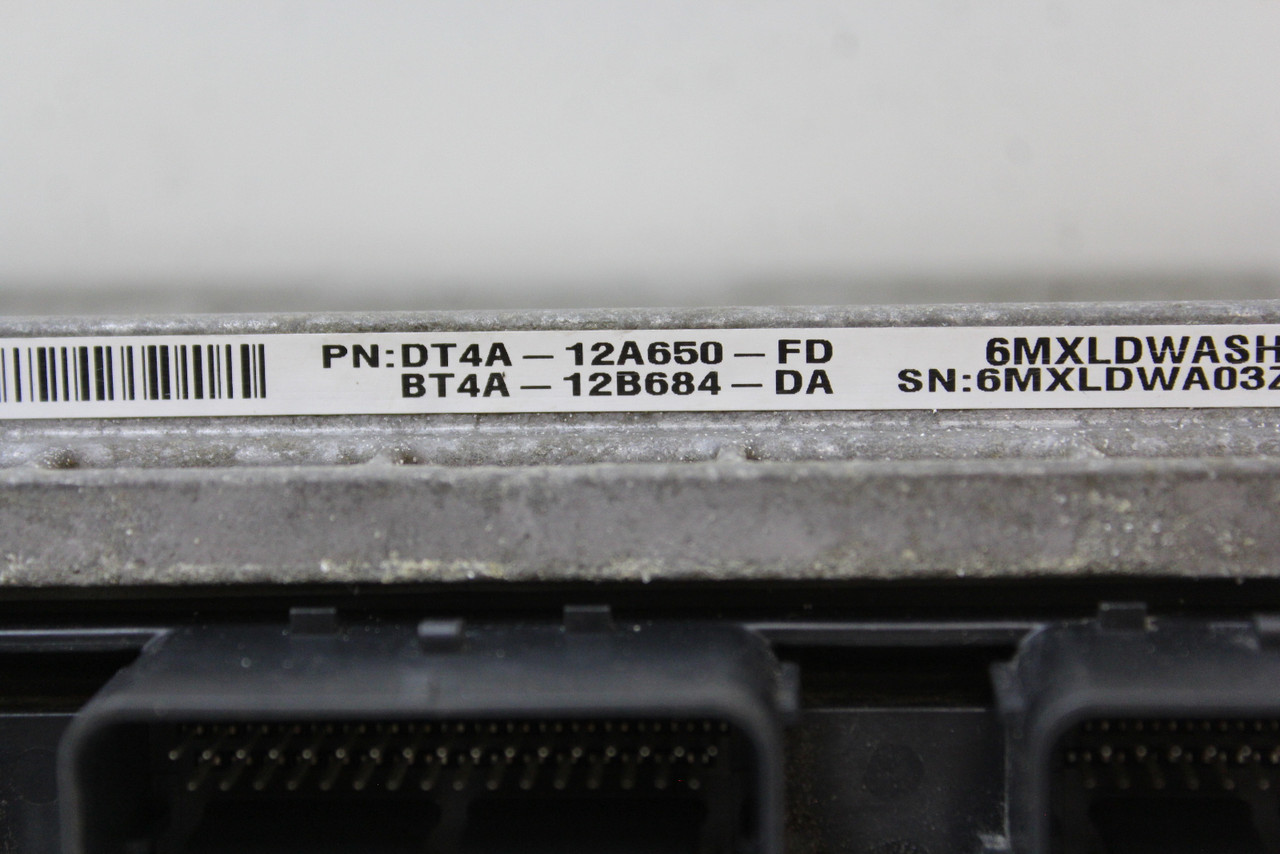 PN:DT4A – 12A650 – FD 6MXLDWASH
BT4A – 12B684 – DA SN:6MXLDWA03Z